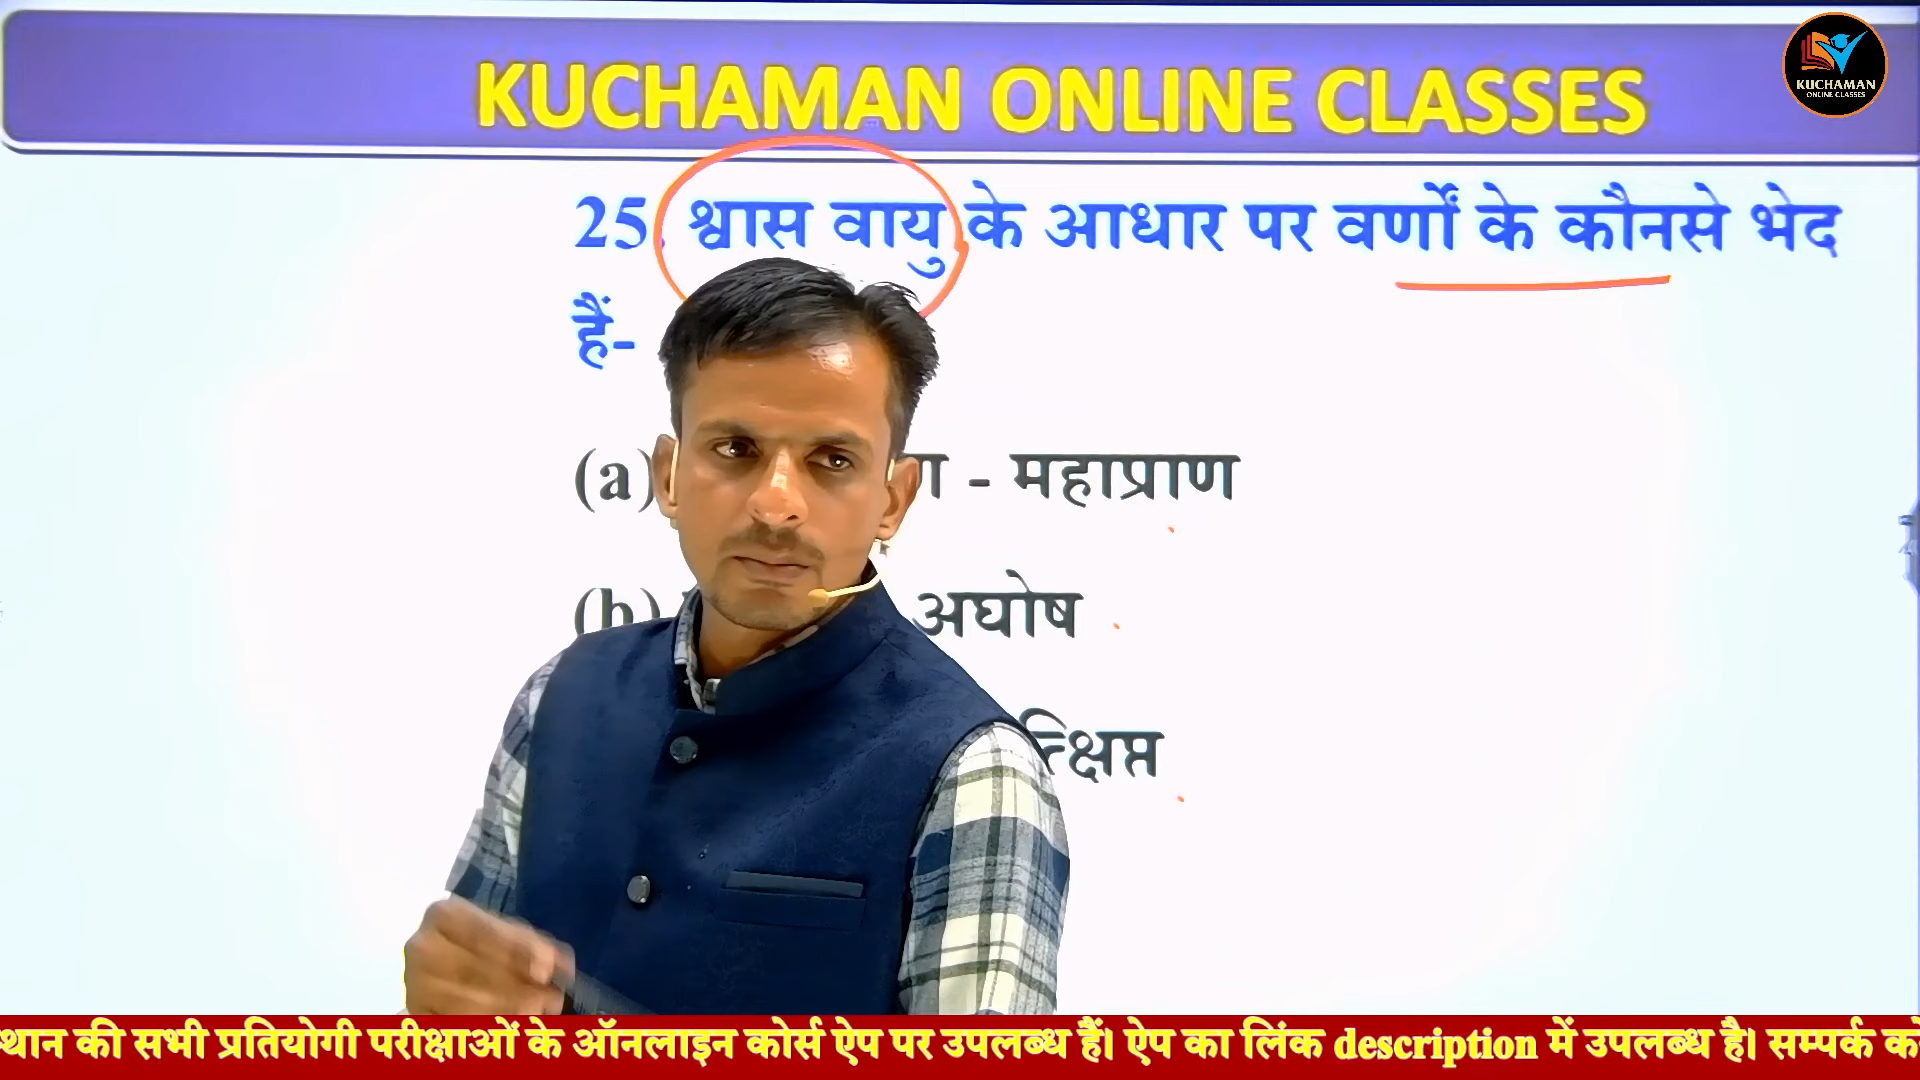 KUCHAMAN ONLINE CLASSES
KUCHAMAN
ONLINE CLASSES
25. श्वास वायु के आधार पर वर्णों के कौनसे भेद
हैं-
(a) - महाप्राण
(b) अघोष
त्क्षिप्त
थान की सभी प्रतियोगी परीक्षाओं के ऑनलाइन कोर्स ऐप पर उपलब्ध हैं। ऐप का लिंक description में उपलब्ध है। सम्पर्क